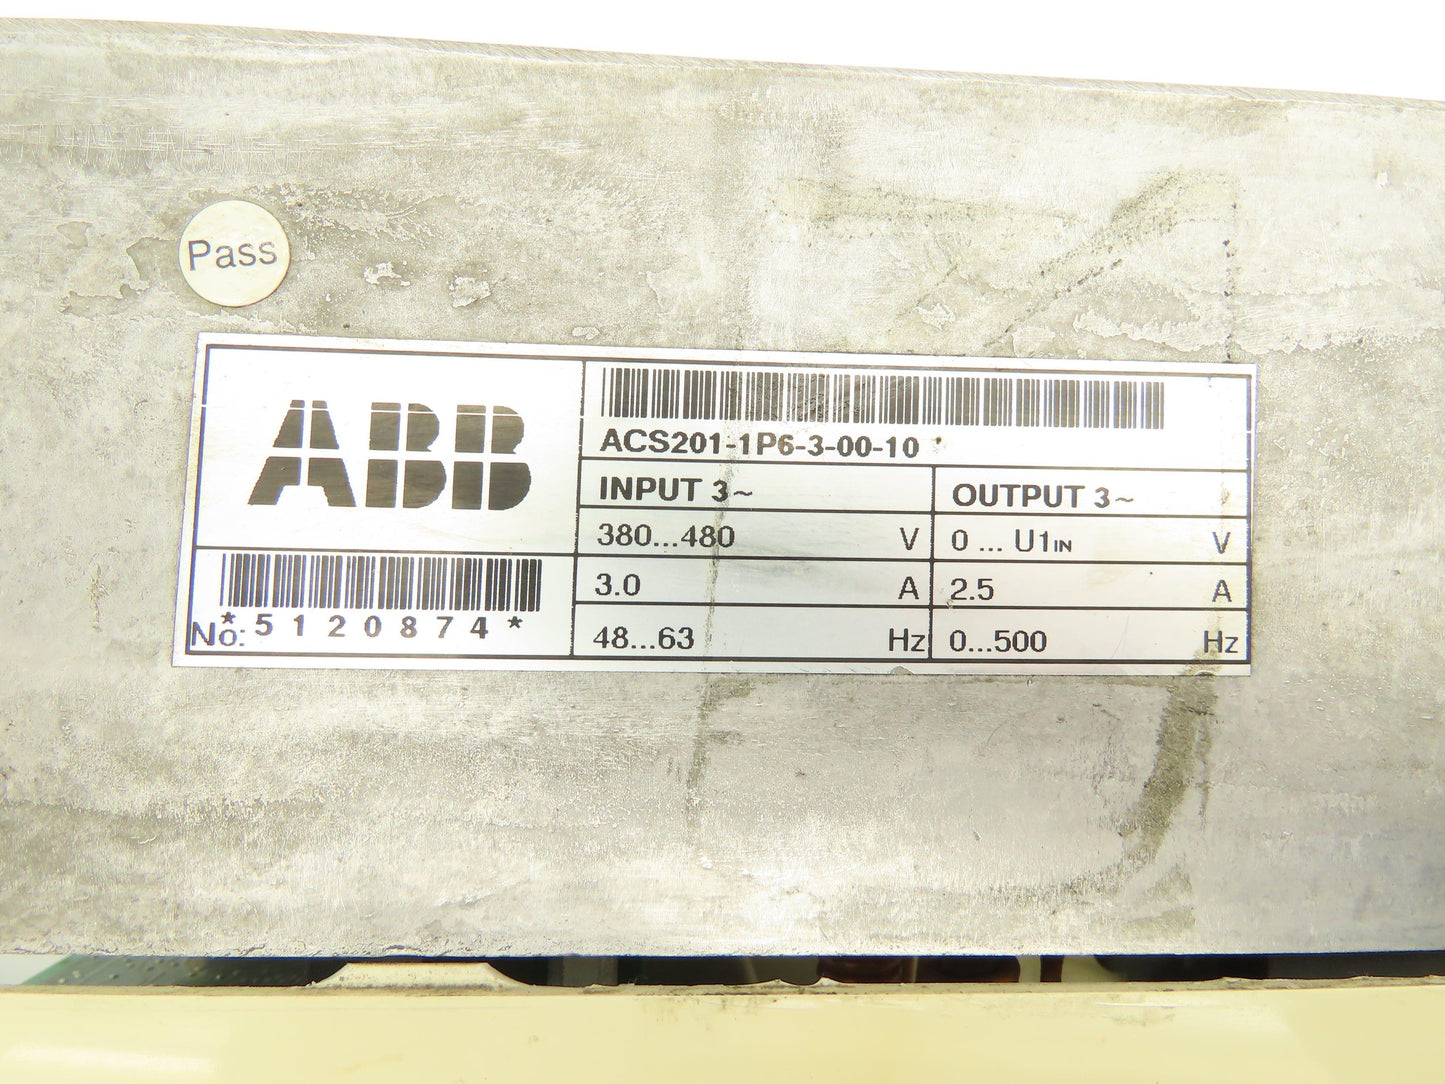 Pass
ABB
ACS201-1P6-3-00-10
INPUT 3~
OUTPUT 3~
380...480 V
0 ... U1IN V
3.0 A
2.5 A
48...63 Hz
0...500 Hz
No: *5120874*